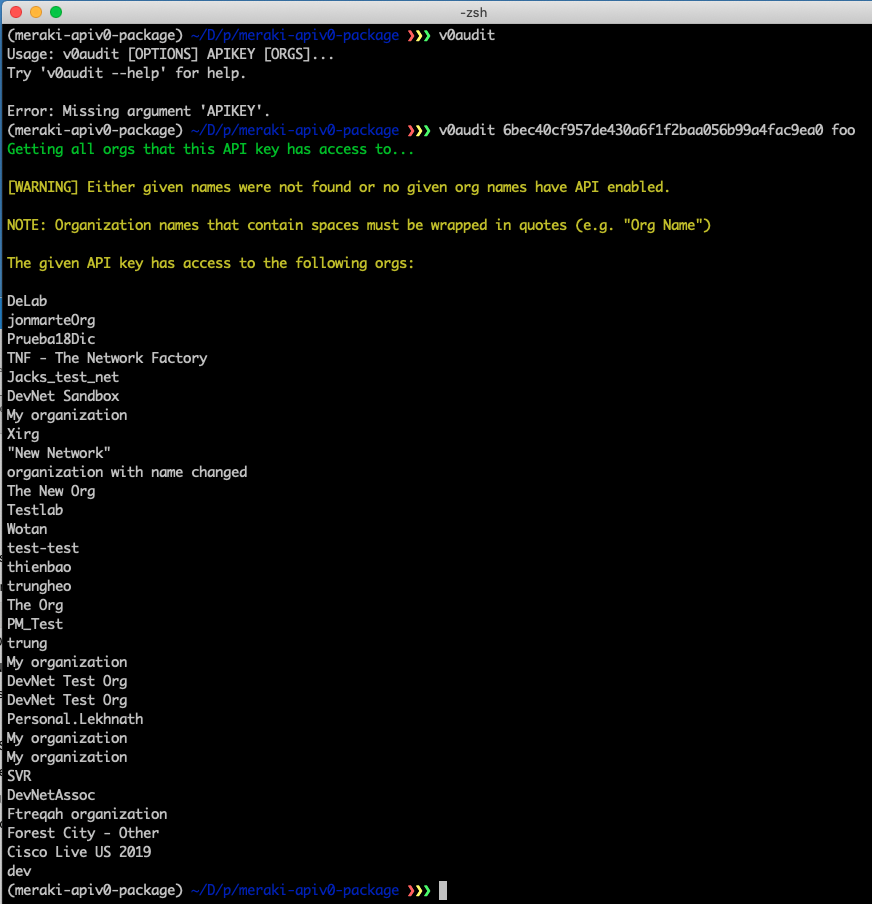 -zsh
(meraki-apiv0-package) ~/D/p/meraki-apiv0-package ❯❯❯ v0audit
Usage: v0audit [OPTIONS] APIKEY [ORGS]...
Try 'v0audit --help' for help.
Error: Missing argument 'APIKEY'.
(meraki-apiv0-package) ~/D/p/meraki-apiv0-package ❯❯❯ v0audit 6bec40cf957de430a6f1f2baa056b99a4fac9ea0 foo
Getting all orgs that this API key has access to...
[WARNING] Either given names were not found or no given org names have API enabled.
NOTE: Organization names that contain spaces must be wrapped in quotes (e.g. "Org Name")
The given API key has access to the following orgs:
DeLab
jonmarteOrg
Prueba18Dic
TNF - The Network Factory
Jacks_test_net
DevNet Sandbox
My organization
Xirg
"New Network"
organization with name changed
The New Org
Testlab
Wotan
test-test
thienbao
trungheo
The Org
PM_Test
trung
My organization
DevNet Test Org
DevNet Test Org
Personal.Lekhnath
My organization
My organization
SVR
DevNetAssoc
Ftreqah organization
Forest City - Other
Cisco Live US 2019
dev
(meraki-apiv0-package) ~/D/p/meraki-apiv0-package ❯❯❯